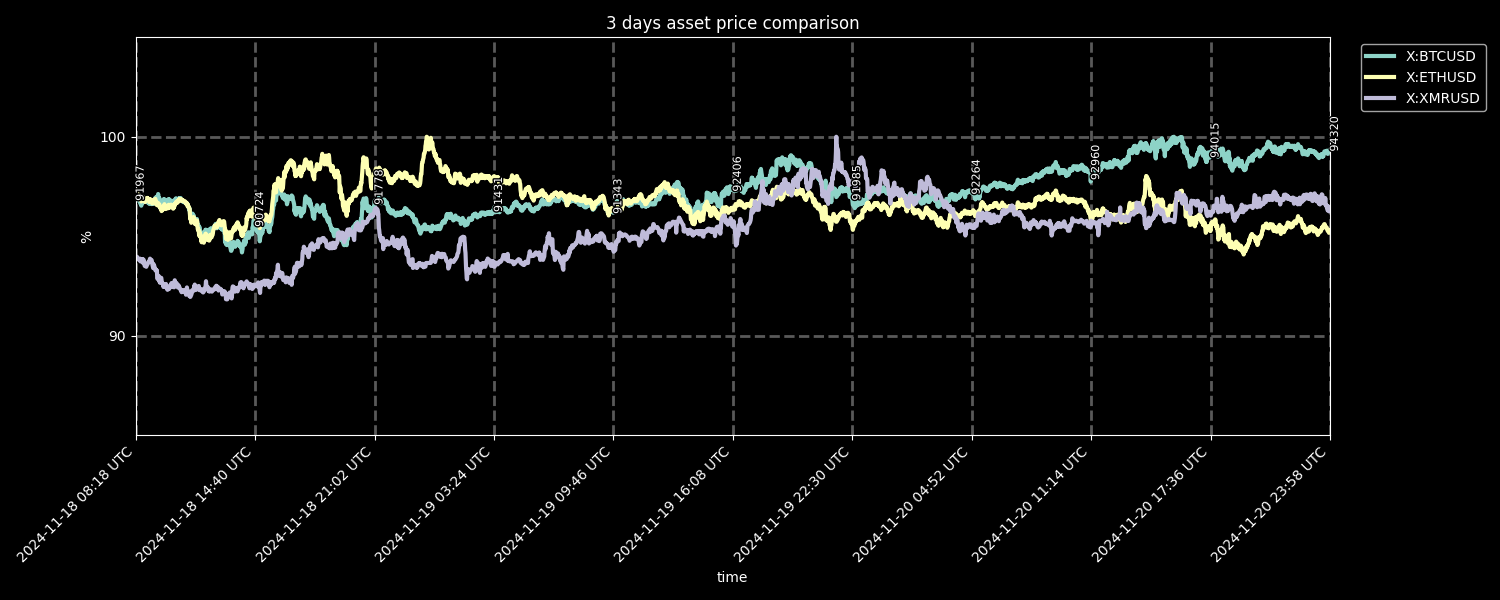 3 days asset price comparison
X:BTCUSD
X:ETHUSD
X:XMRUSD
%
100
90
91967
90724
91778
91431
91343
92406
91985
92264
92960
94015
94320
2024-11-18 08:18 UTC
2024-11-18 14:40 UTC
2024-11-18 21:02 UTC
2024-11-19 03:24 UTC
2024-11-19 09:46 UTC
2024-11-19 16:08 UTC
2024-11-19 22:30 UTC
2024-11-20 04:52 UTC
2024-11-20 11:14 UTC
2024-11-20 17:36 UTC
2024-11-20 23:58 UTC
time